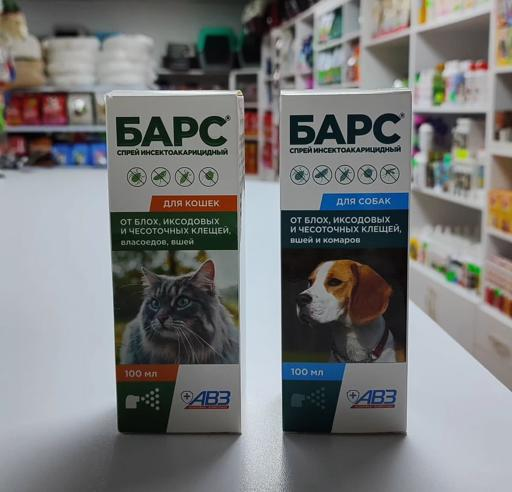 БАРС®
СПРЕЙ ИНСЕКТОАКАРИЦИДНЫЙ
ДЛЯ КОШЕК
ОТ БЛОХ, ИКСОДОВЫХ
И ЧЕСОТОЧНЫХ КЛЕЩЕЙ,
власоедов, вшей
100 мл
АВЗ
БАРС®
СПРЕЙ ИНСЕКТОАКАРИЦИДНЫЙ
ДЛЯ СОБАК
ОТ БЛОХ, ИКСОДОВЫХ
И ЧЕСОТОЧНЫХ КЛЕЩЕЙ,
вшей и комаров
100 мл
АВЗ